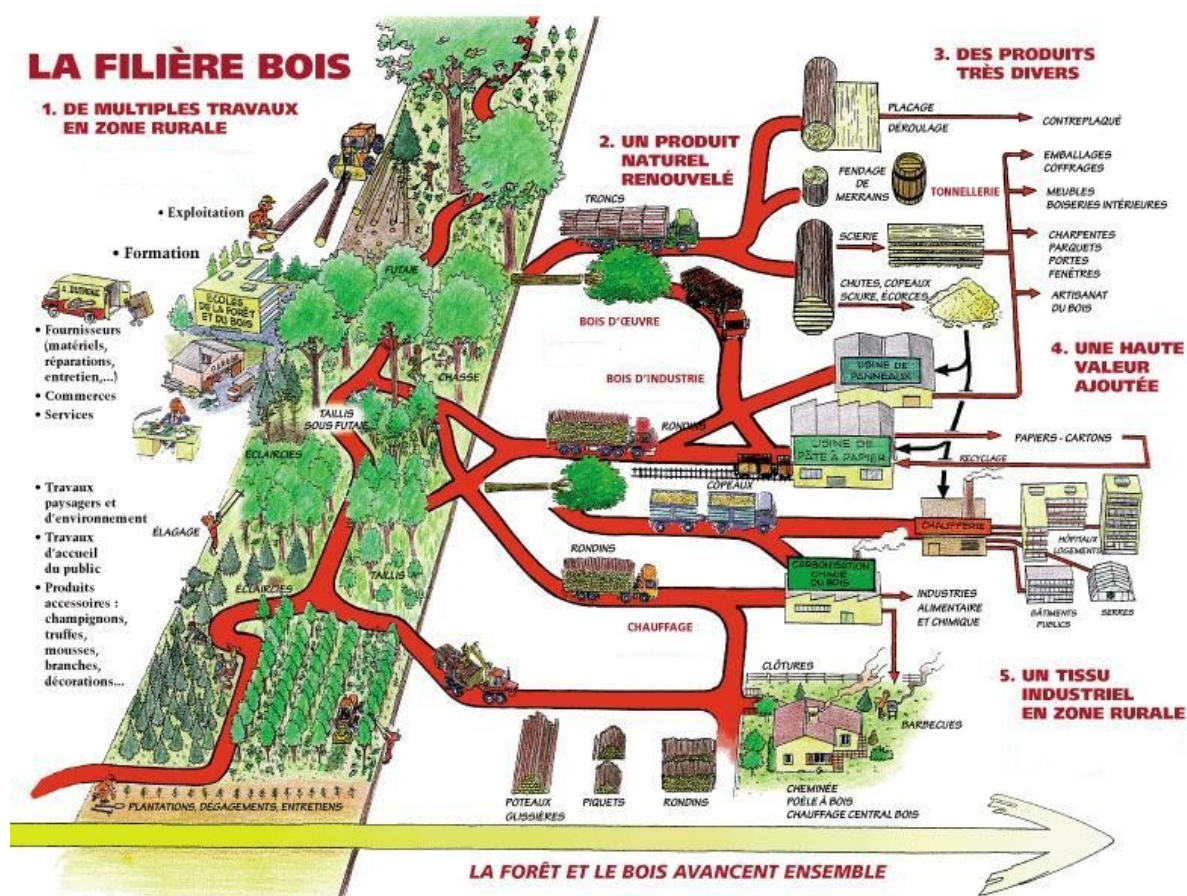 LA FILIÈRE BOIS
1. DE MULTIPLES TRAVAUX
EN ZONE RURALE
• Exploitation
• Formation
A. DUTRONC
ÉCOLES
DE LA FORÊT
ET DU BOIS
GARAGE
• Fournisseurs
(matériels,
réparations,
entretien,...)
• Commerces
• Services
• Travaux
paysagers et
d'environnement
• Travaux
d'accueil
du public
• Produits
accessoires :
champignons,
truffes,
mousses,
branches,
décorations...
FUTAIE
CHASSE
TAILLIS
SOUS FUTAIE
ÉCLAIRCIES
ÉLAGAGE
TAILLIS
ÉCLAIRCIES
PLANTATIONS, DÉGAGEMENTS, ENTRETIENS
2. UN PRODUIT
NATUREL
RENOUVELÉ
TRONCS
BOIS D'ŒUVRE
BOIS D'INDUSTRIE
RONDINS
COPEAUX
RONDINS
CHAUFFAGE
POTEAUX
GLISSIÈRES
PIQUETS
RONDINS
3. DES PRODUITS
TRÈS DIVERS
PLACAGE
DÉROULAGE
CONTREPLAQUÉ
FENDAGE
DE
MERRAINS
TONNELLERIE
EMBALLAGES
COFFRAGES
MEUBLES
BOISERIES INTÉRIEURES
SCIERIE
CHARPENTES
PARQUETS
PORTES
FENÊTRES
CHUTES, COPEAUX
SCIURE, ÉCORCES
ARTISANAT
DU BOIS
4. UNE HAUTE
VALEUR
AJOUTÉE
USINE DE
PANNEAUX
USINE DE
PÂTE À PAPIER
PAPIERS - CARTONS
RECYCLAGE
CHAUFFERIE
HÔPITAUX
LOGEMENTS
BÂTIMENTS
PUBLICS
SERRES
CARBONISATION
CHIMIE
DU BOIS
INDUSTRIES
ALIMENTAIRE
ET CHIMIQUE
5. UN TISSU
INDUSTRIEL
EN ZONE RURALE
CLÔTURES
BARBECUES
CHEMINÉE
POÊLE À BOIS
CHAUFFAGE CENTRAL BOIS
LA FORÊT ET LE BOIS AVANCENT ENSEMBLE